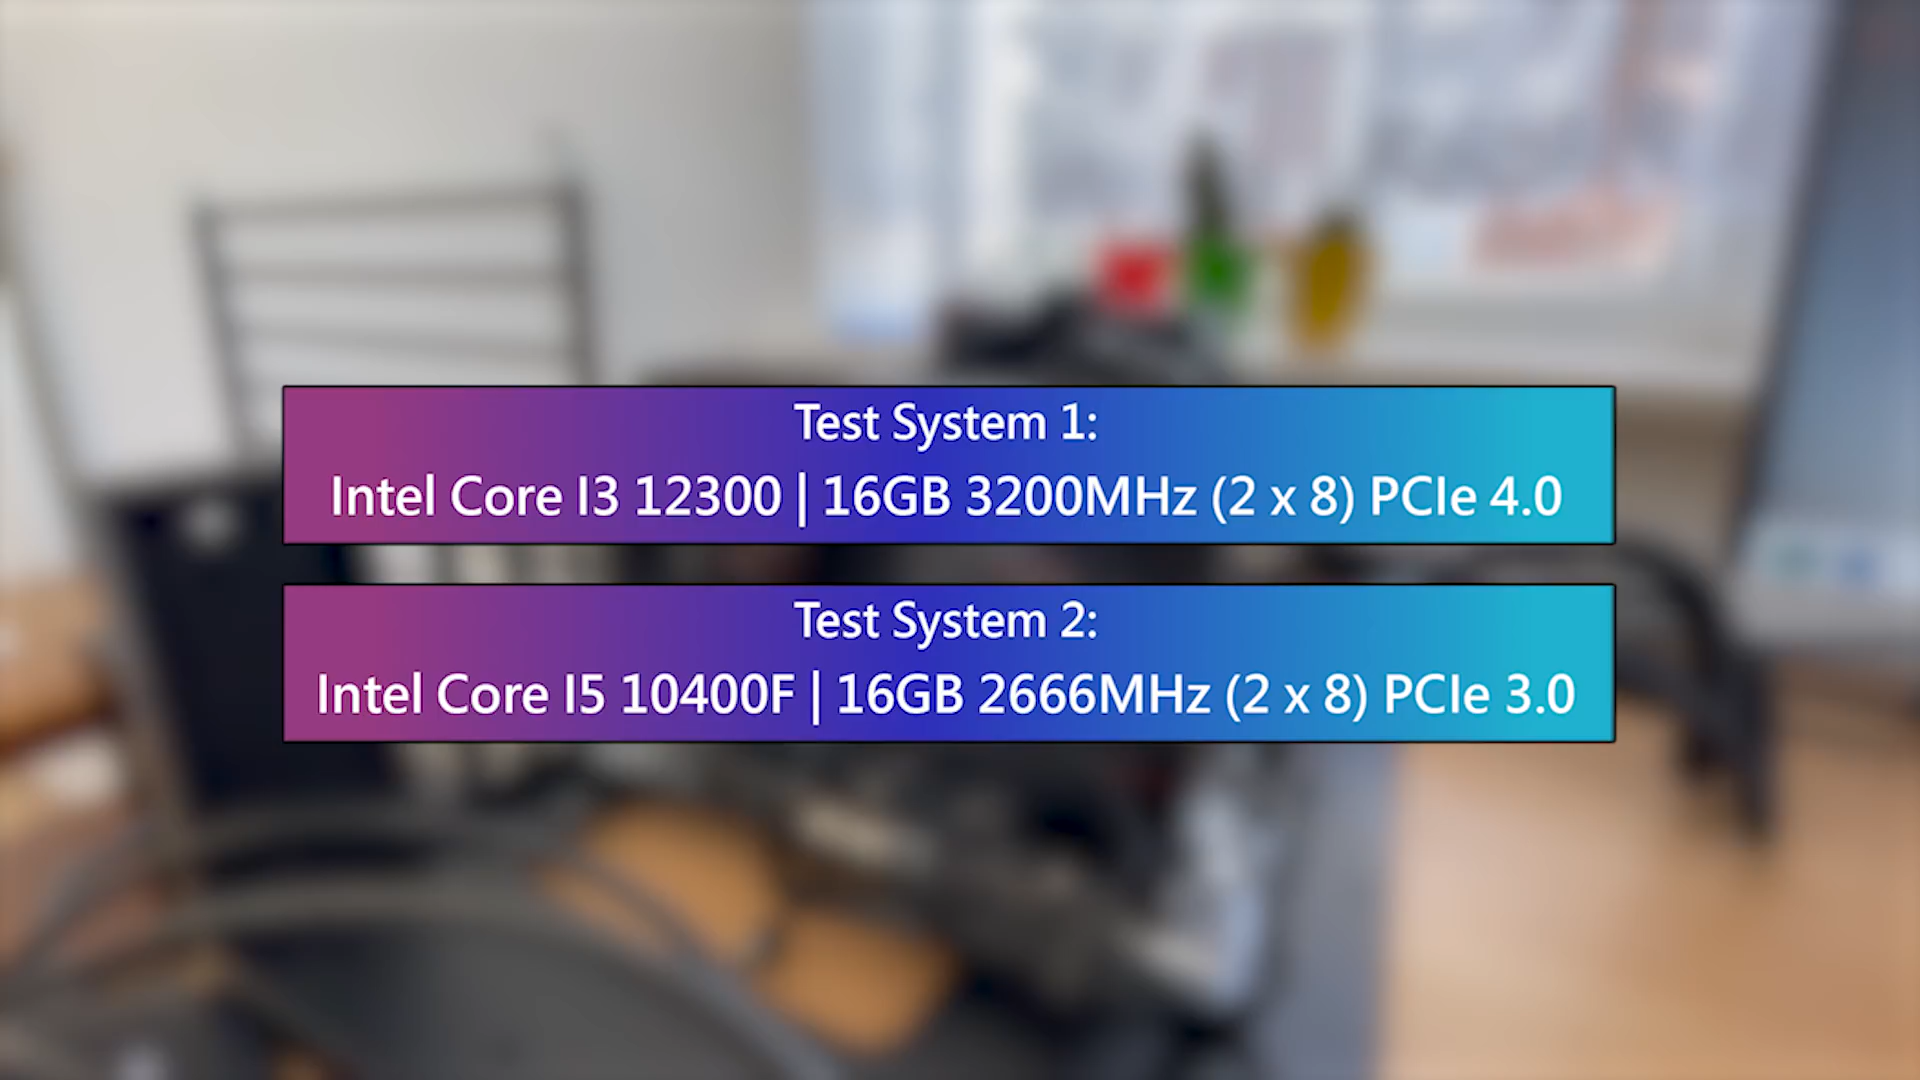 Test System 1:
Intel Core I3 12300 | 16GB 3200MHz (2 x 8) PCIe 4.0
Test System 2:
Intel Core I5 10400F | 16GB 2666MHz (2 x 8) PCIe 3.0